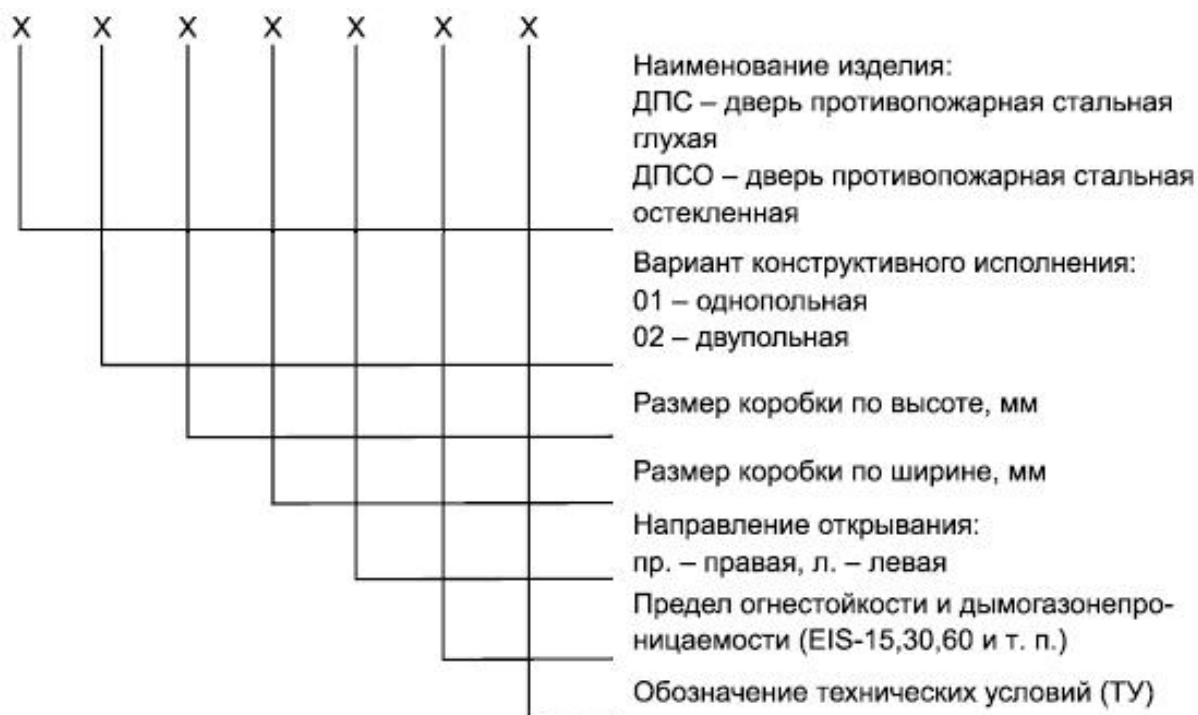 X X X X X X X
Наименование изделия:
ДПС – дверь противопожарная стальная
глухая
ДПСО – дверь противопожарная стальная
остекленная
Вариант конструктивного исполнения:
01 – однопольная
02 – двупольная
Размер коробки по высоте, мм
Размер коробки по ширине, мм
Направление открывания:
пр. – правая, л. – левая
Предел огнестойкости и дымогазонепро-
ницаемости (EIS-15,30,60 и т. п.)
Обозначение технических условий (ТУ)